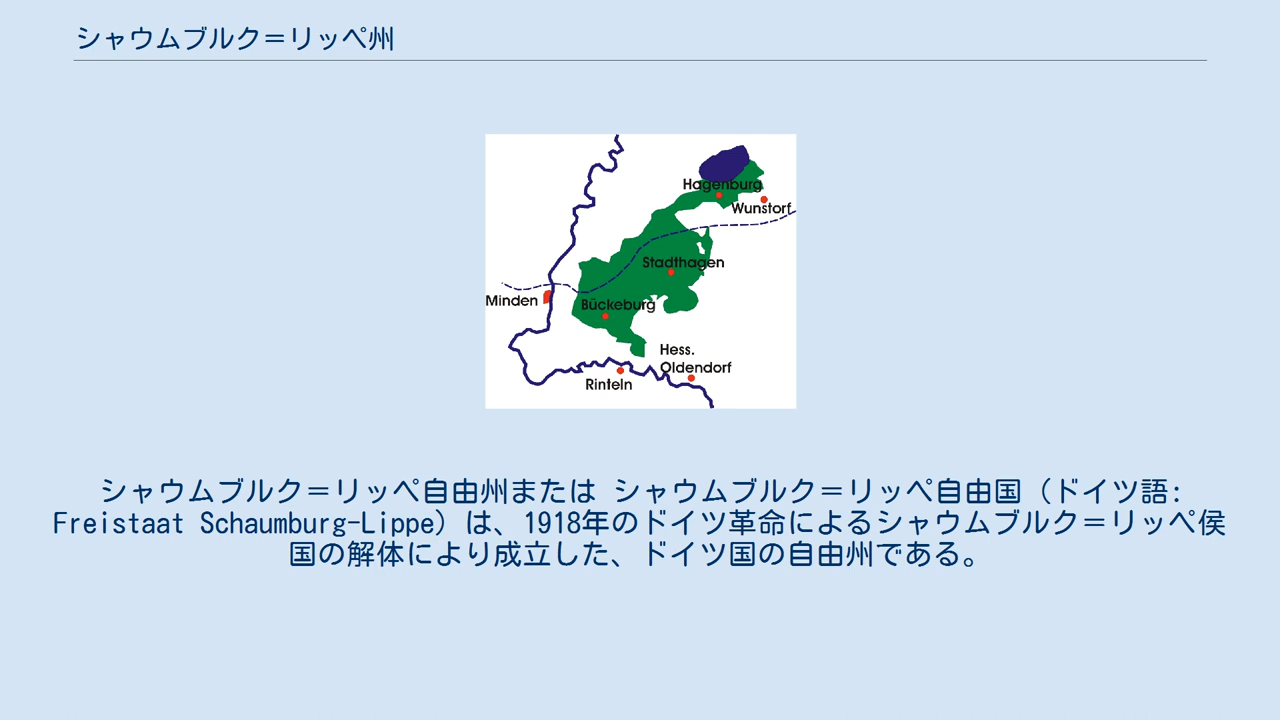 シャウムブルク＝リッペ州
Hagenburg
Wunstorf
Stadthagen
Minden
Bückeburg
Hess.
Oldendorf
Rinteln
シャウムブルク＝リッペ自由州または シャウムブルク＝リッペ自由国（ドイツ語:
Freistaat Schaumburg-Lippe）は、1918年のドイツ革命によるシャウムブルク＝リッペ侯
国の解体により成立した、ドイツ国の自由州である。